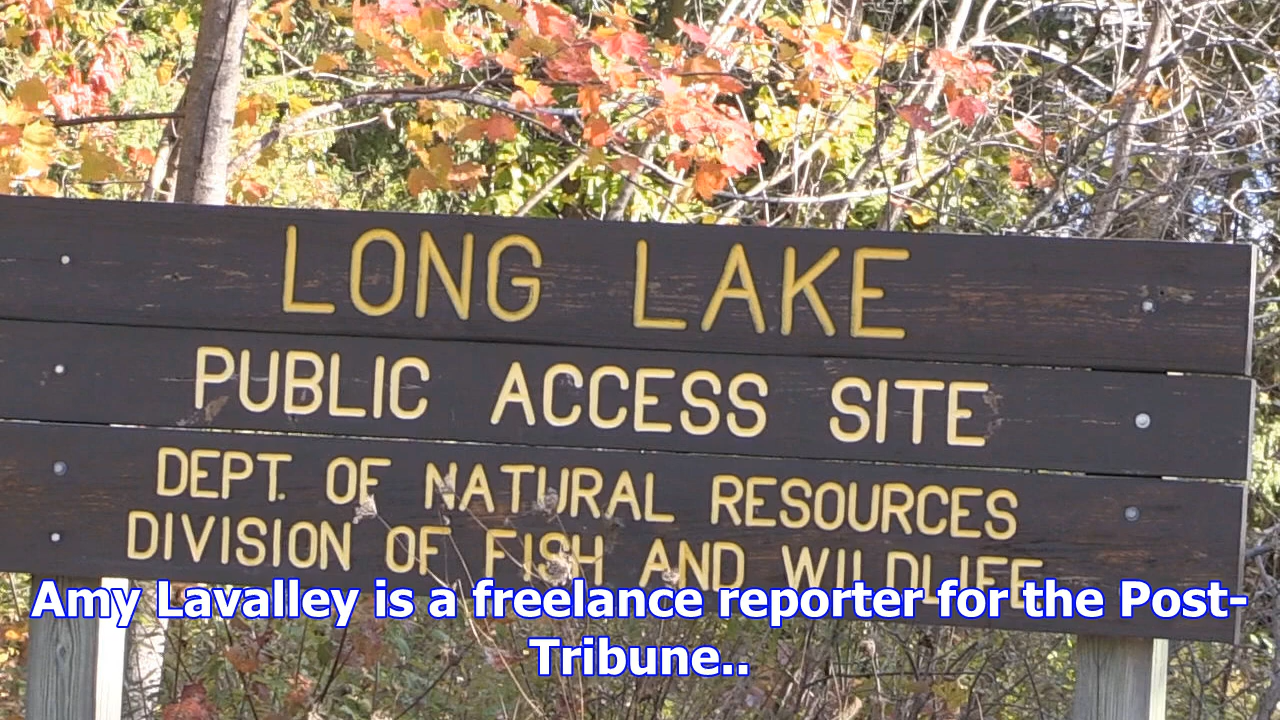 LONG LAKE
PUBLIC ACCESS SITE
DEPT. OF NATURAL RESOURCES
DIVISION OF FISH AND WILDLIFE
Amy Lavalley is a freelance reporter for the Post-
Tribune..